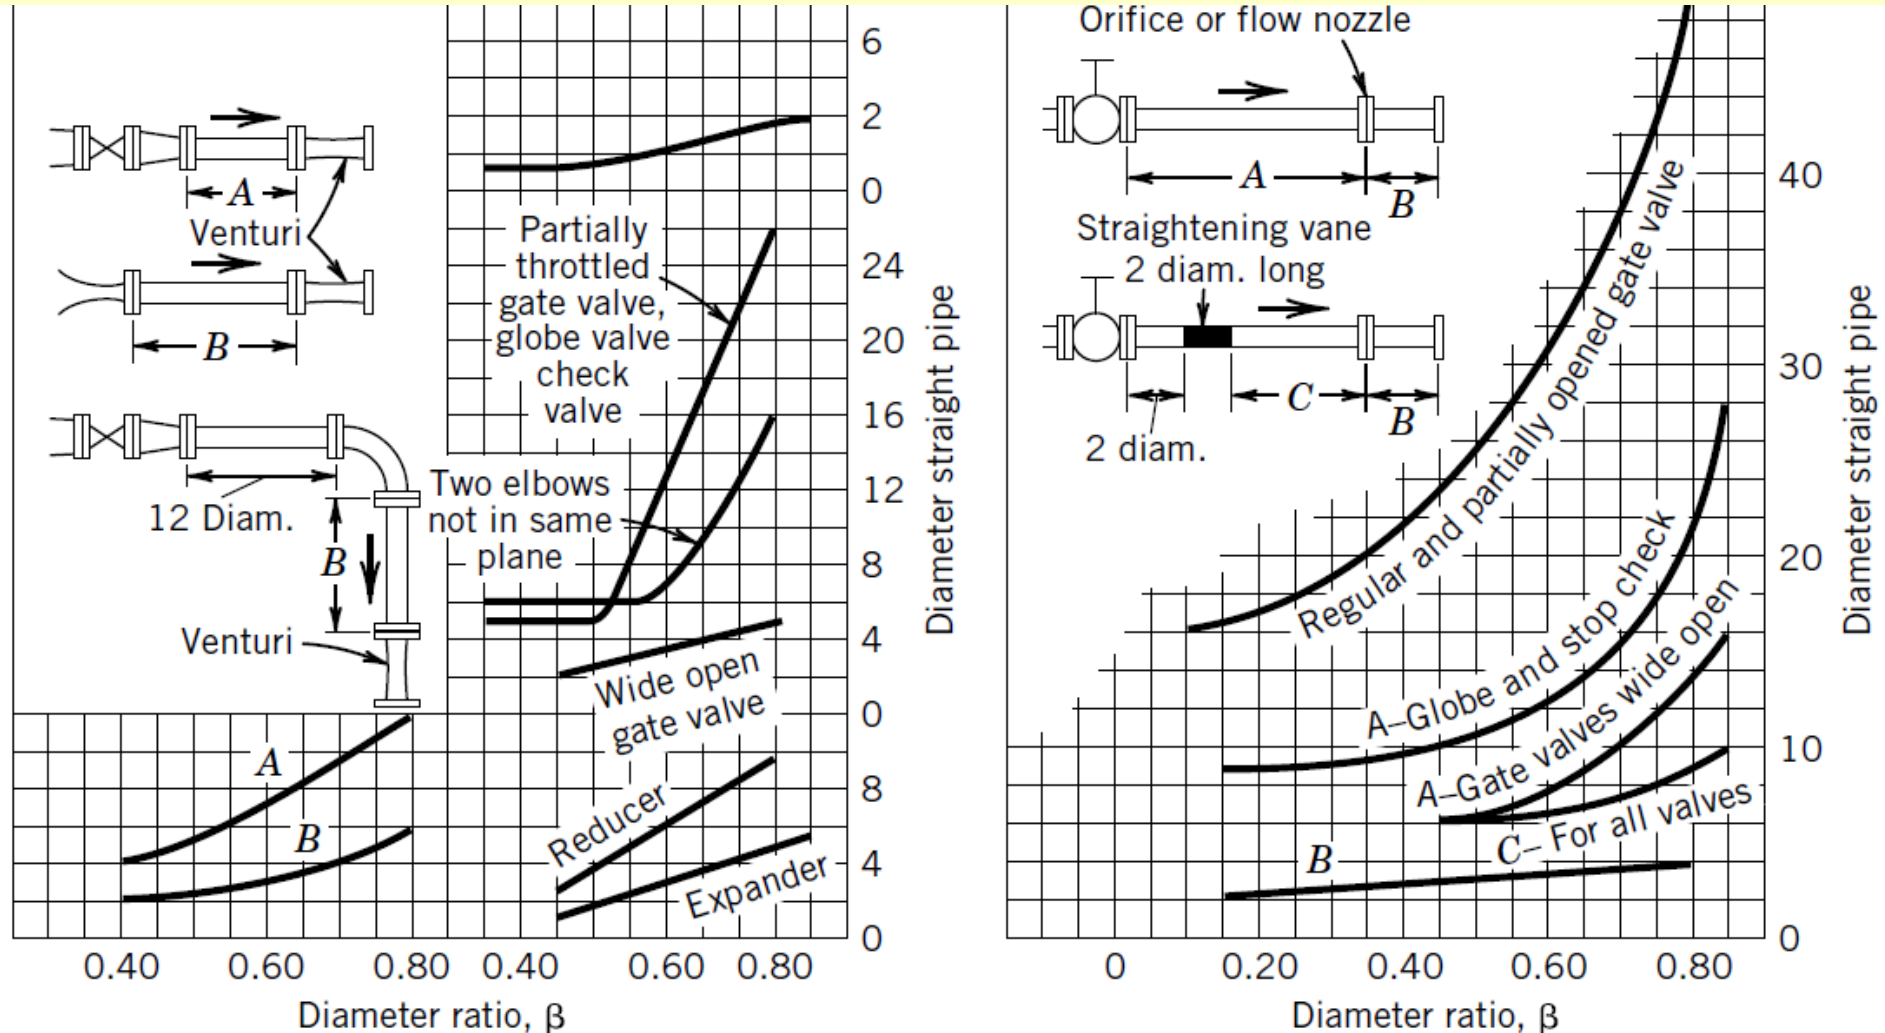 6
2
0
A
Venturi
B
12 Diam.
B
Venturi
Partially
throttled
gate valve,
globe valve
check
valve
24
20
16
12
8
4
0
Two elbows
not in same
plane
Wide open
gate valve
Reducer
Expander
8
4
0
A
B
Diameter straight pipe
0.40 0.60 0.80 0.40 0.60 0.80
Diameter ratio, β
Orifice or flow nozzle
A
B
Straightening vane
2 diam. long
C
B
2 diam.
Regular and partially opened gate valve
A–Globe and stop check
A–Gate valves wide open
C– For all valves
B
40
30
20
10
0
Diameter straight pipe
0 0.20 0.40 0.60 0.80
Diameter ratio, β